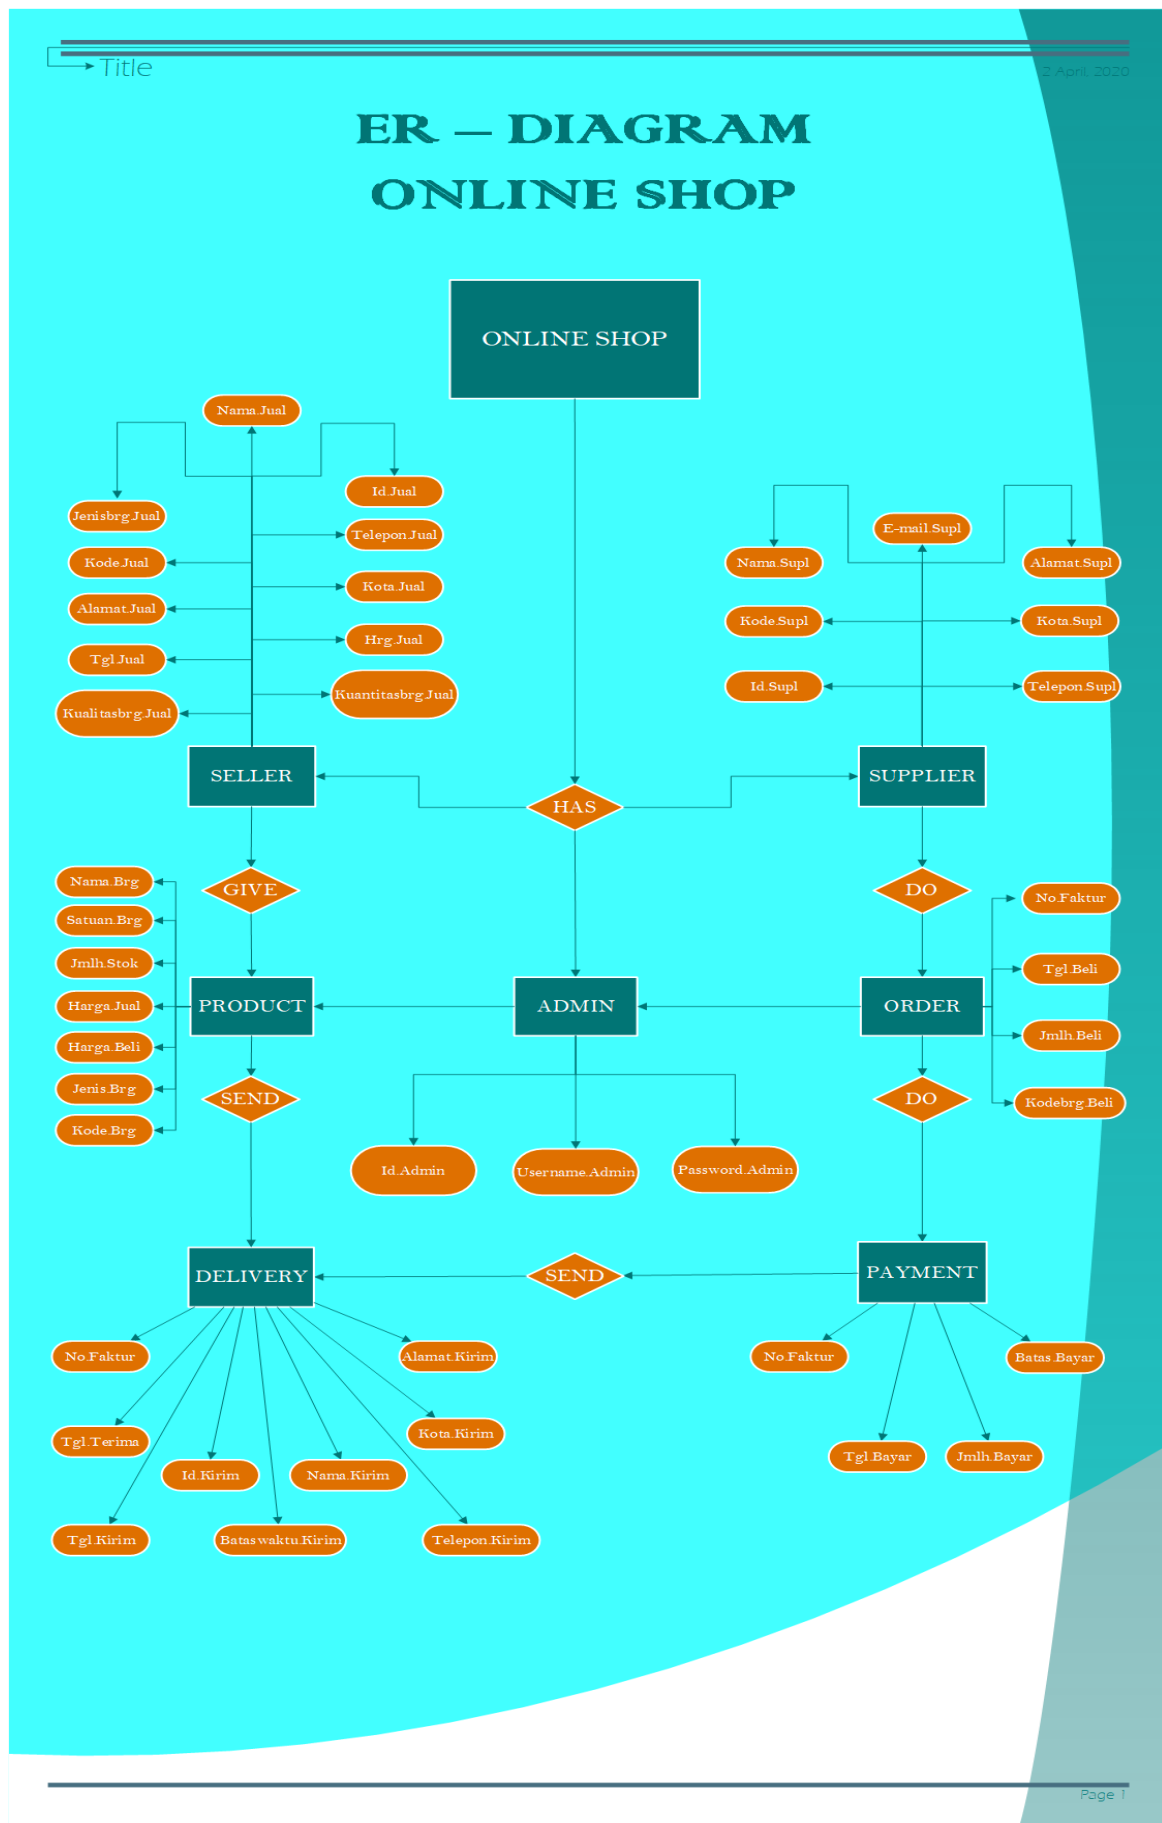 Title
2 April, 2020
ER – DIAGRAM
ONLINE SHOP
ONLINE SHOP
Nama.Jual
Id.Jual
Jenisbrg.Jual
Telepon.Jual
Kode.Jual
Kota.Jual
Alamat.Jual
Hrg.Jual
Tgl.Jual
Kuantitasbrg.Jual
Kualitasbrg.Jual
E-mail.Supl
Nama.Supl
Alamat.Supl
Kode.Supl
Kota.Supl
Id.Supl
Telepon.Supl
SELLER
HAS
SUPPLIER
GIVE
DO
Nama.Brg
Satuan.Brg
Jmlh.Stok
Harga.Jual
Harga.Beli
Jenis.Brg
Kode.Brg
PRODUCT
ADMIN
ORDER
No.Faktur
Tgl.Beli
Jmlh.Beli
Kodebrg.Beli
SEND
DO
Id.Admin
Username.Admin
Password.Admin
DELIVERY
SEND
PAYMENT
No.Faktur
Alamat.Kirim
Tgl.Terima
Kota.Kirim
Id.Kirim
Nama.Kirim
Tgl.Kirim
Bataswaktu.Kirim
Telepon.Kirim
No.Faktur
Batas.Bayar
Tgl.Bayar
Jmlh.Bayar
Page 1